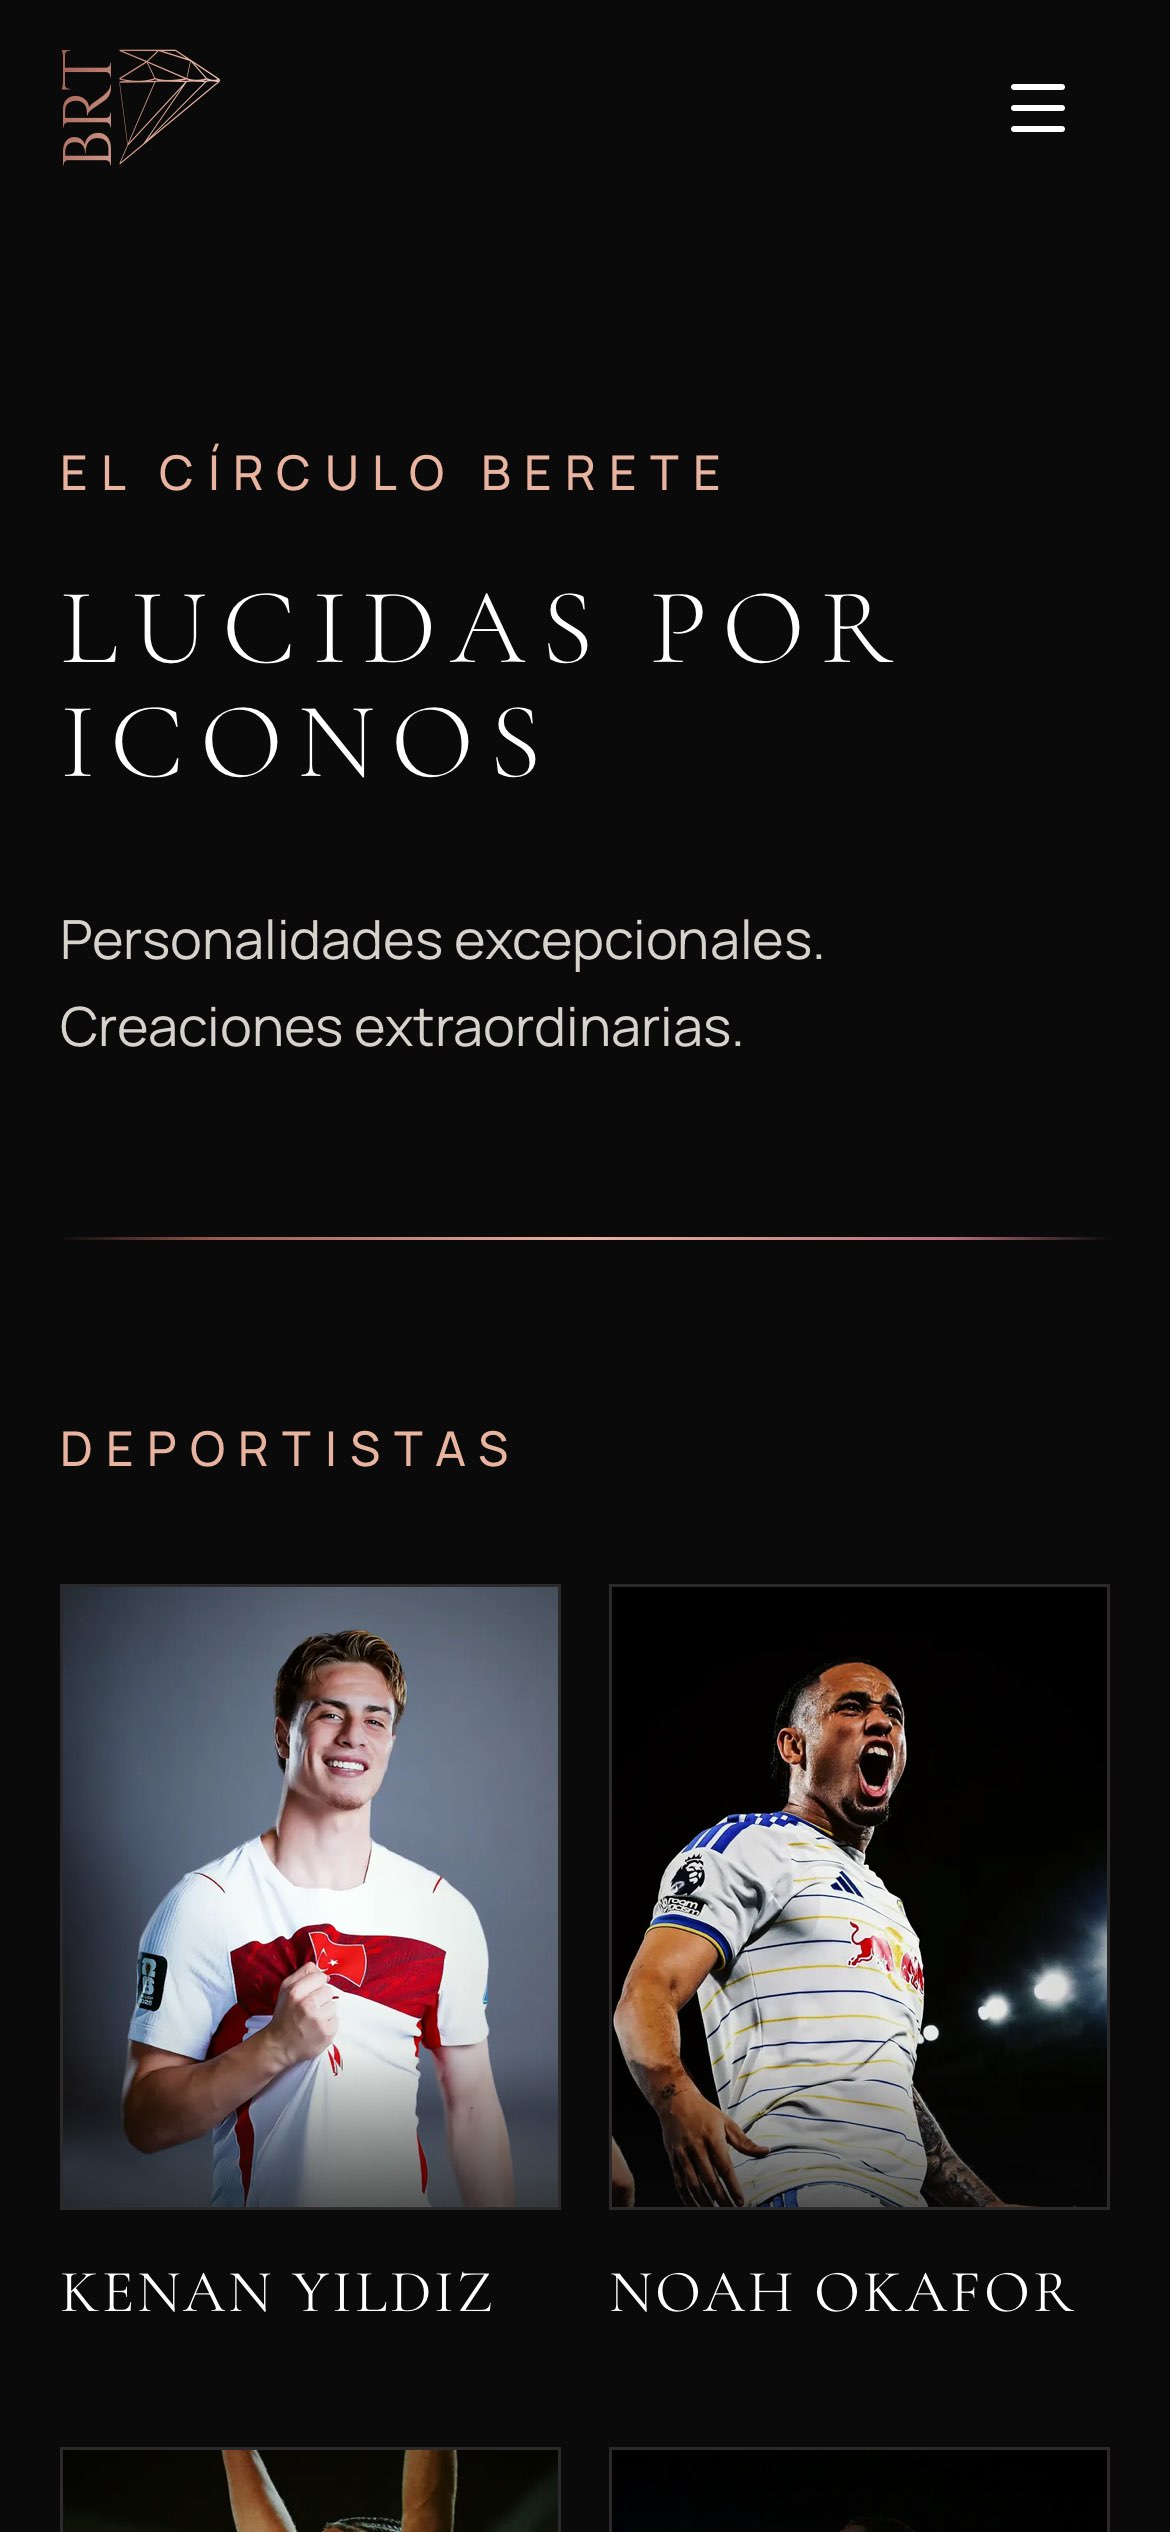 BRT
EL CÍRCULO BERETE
LUCIDAS POR
ICONOS
Personalidades excepcionales.
Creaciones extraordinarias.
DEPORTISTAS
KENAN YILDIZ
NOAH OKAFOR